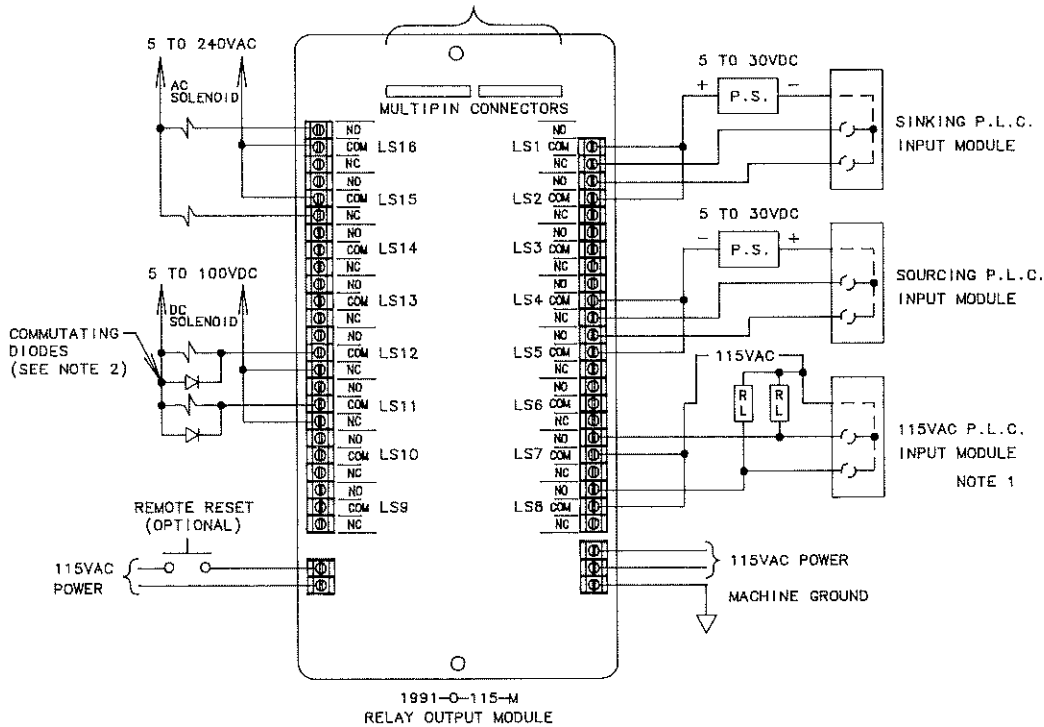 5 TO 240VAC
AC
SOLENOID
MULTIPIN CONNECTORS
5 TO 30VDC
+ P.S. -
SINKING P.L.C.
INPUT MODULE
NO
COM LS16
NC
NO
COM LS15
NC
NO
COM LS14
NC
NO
COM LS13
NC
NO
COM LS12
NC
NO
COM LS11
NC
NO
COM LS10
NC
NO
COM LS9
NC
NO
LS1 COM
NC
NO
LS2 COM
NC
NO
LS3 COM
NC
NO
LS4 COM
NC
NO
LS5 COM
NC
NO
LS6 COM
NC
NO
LS7 COM
NC
NO
LS8 COM
NC
5 TO 30VDC
- P.S. +
SOURCING P.L.C.
INPUT MODULE
5 TO 100VDC
DC
SOLENOID
COMMUTATING
DIODES
(SEE NOTE 2)
115VAC
RL
RL
115VAC P.L.C.
INPUT MODULE
NOTE 1
REMOTE RESET
(OPTIONAL)
115VAC
POWER
115VAC POWER
MACHINE GROUND
1991-0-115-M
RELAY OUTPUT MODULE